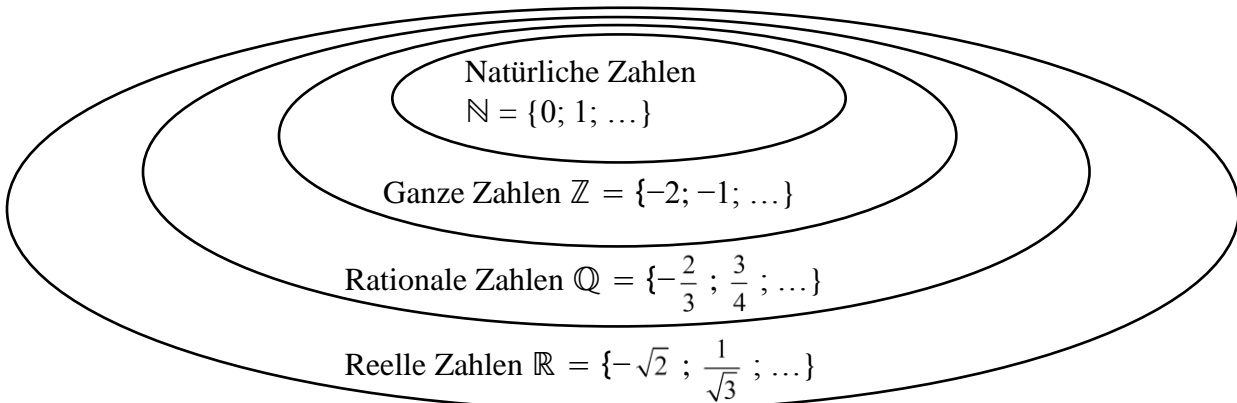 Natürliche Zahlen
ℕ = {0; 1; …}
Ganze Zahlen ℤ = {−2; −1; …}
Rationale Zahlen ℚ = {−2/3 ; 3/4 ; …}
Reelle Zahlen ℝ = {−√2 ; 1/√3 ; …}